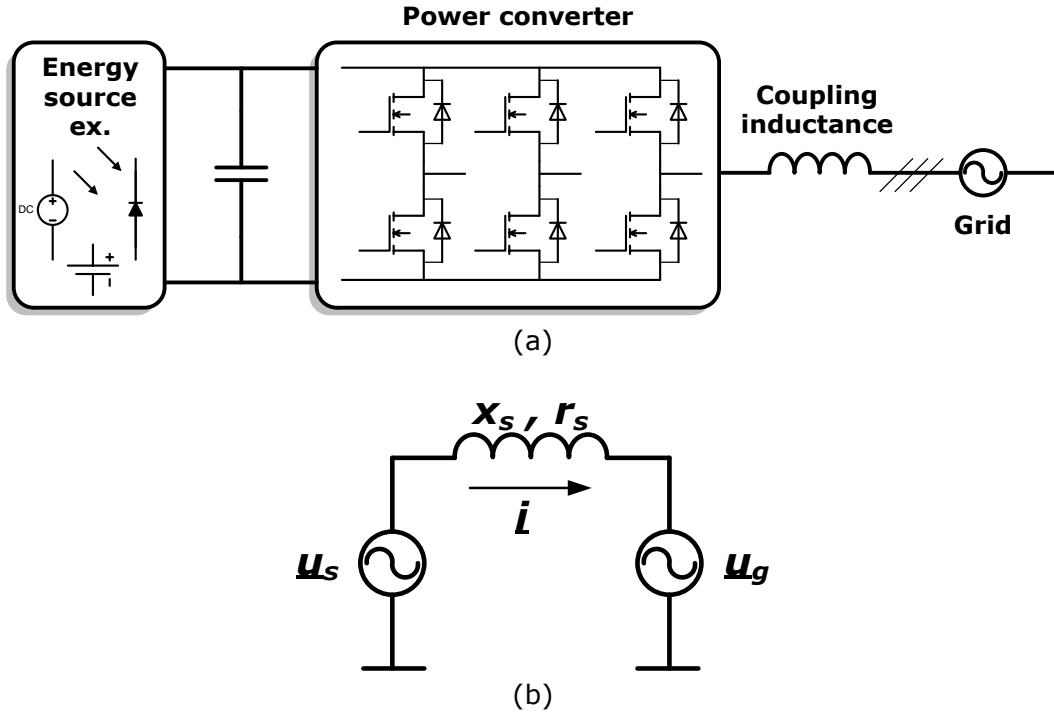 Power converter
Energy
source
ex.
DC
Coupling
inductance
Grid
(a)
xs , rs
i
us
ug
(b)